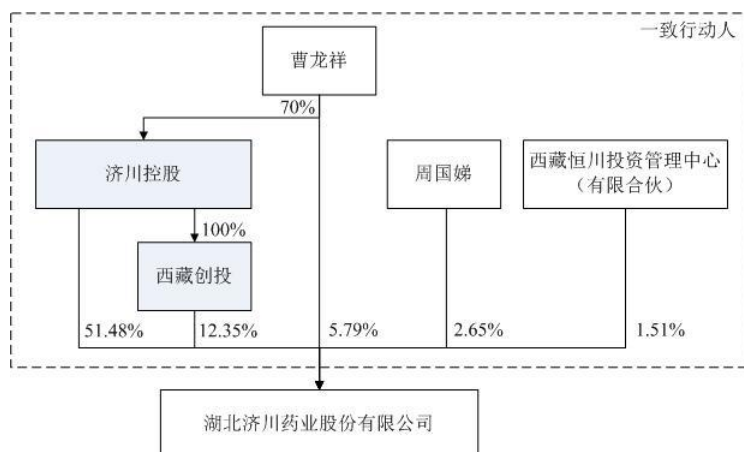 一致行动人
曹龙祥
70%
济川控股
周国娣
西藏恒川投资管理中心
（有限合伙）
100%
西藏创投
51.48%
12.35%
5.79%
2.65%
1.51%
湖北济川药业股份有限公司